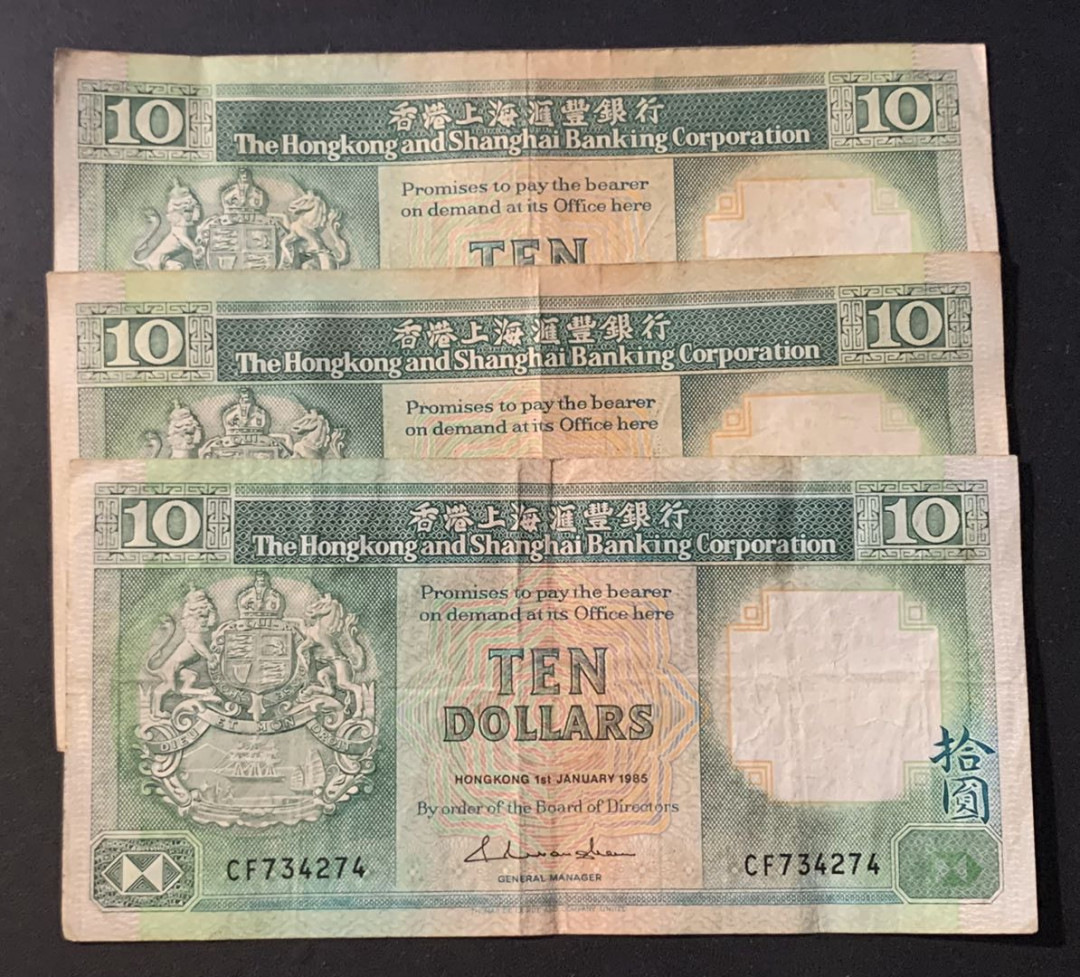 10 香港上海滙豐銀行 10
The Hongkong and Shanghai Banking Corporation
Promises to pay the bearer
on demand at its Office here
TEN
10 香港上海滙豐銀行 10
The Hongkong and Shanghai Banking Corporation
Promises to pay the bearer
on demand at its Office here
10 香港上海滙豐銀行 10
The Hongkong and Shanghai Banking Corporation
Promises to pay the bearer
on demand at its Office here
TEN
DOLLARS
DIEU ET MON DROIT
HONGKONG 1st JANUARY 1985
By order of the Board of Directors
拾圓
CF734274 CF734274
GENERAL MANAGER